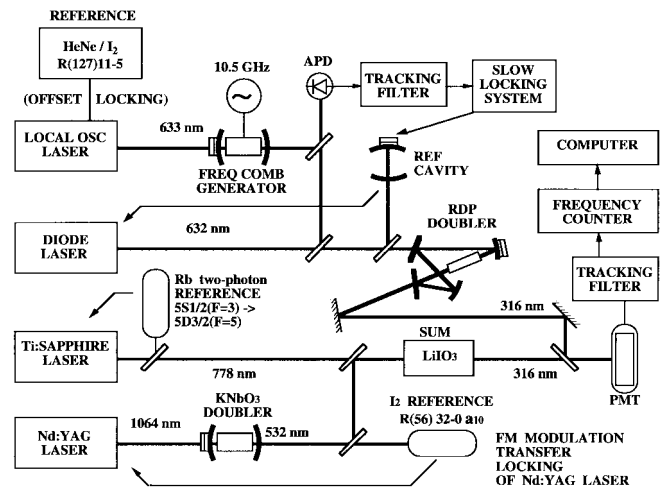 REFERENCE
HeNe / I2
R(127)11-5
(OFFSET LOCKING)
LOCAL OSC
LASER
633 nm
10.5 GHz
~
FREQ COMB
GENERATOR
APD
TRACKING
FILTER
SLOW
LOCKING
SYSTEM
REF
CAVITY
COMPUTER
FREQUENCY
COUNTER
TRACKING
FILTER
PMT
DIODE
LASER
632 nm
RDP
DOUBLER
Rb two-photon
REFERENCE
5S1/2(F=3) ->
5D3/2(F=5)
316 nm
Ti:SAPPHIRE
LASER
778 nm
SUM
LiIO3
316 nm
KNbO3
DOUBLER
1064 nm
532 nm
Nd:YAG
LASER
I2 REFERENCE
R(56) 32-0 a10
FM MODULATION
TRANSFER
LOCKING
OF Nd:YAG LASER